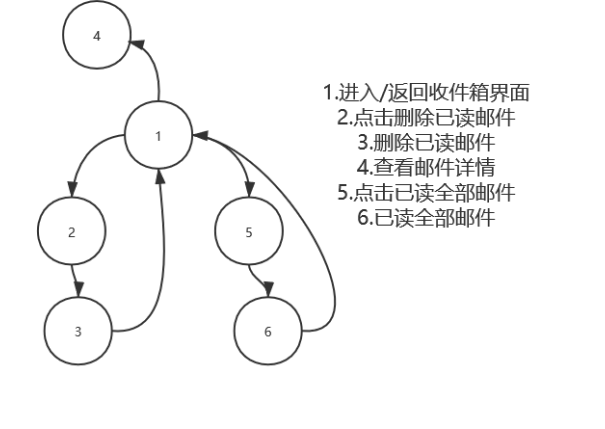 4
1
2
5
3
6
1.进入/返回收件箱界面
2.点击删除已读邮件
3.删除已读邮件
4.查看邮件详情
5.点击已读全部邮件
6.已读全部邮件